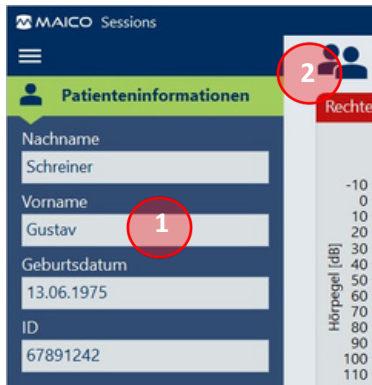 MAICO Sessions
Patienteninformationen
Nachname
Schreiner
Vorname
Gustav
1
Geburtsdatum
13.06.1975
ID
67891242
2
Rechte
Hörpegel [dB]
-10
0
10
20
30
40
50
60
70
80
90
100
110